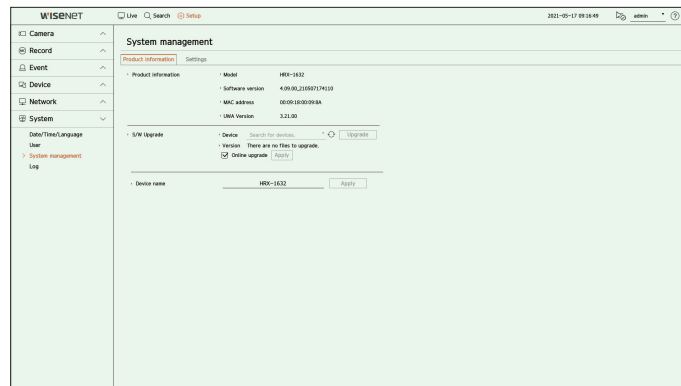 WISENET
Live Search Setup
2021-05-17 09:16:49 admin ?
Camera
Record
Event
Device
Network
System
Date/Time/Language
User
> System management
Log
System management
Product information Settings
Product information
Model HRX-1632
Software version 4.09.00_210507174110
MAC address 00:09:18:00:09:8A
UWA Version 3.21.00
S/W Upgrade
Device Search for devices. Upgrade
Version There are no files to upgrade.
Online upgrade Apply
Device name HRX-1632 Apply